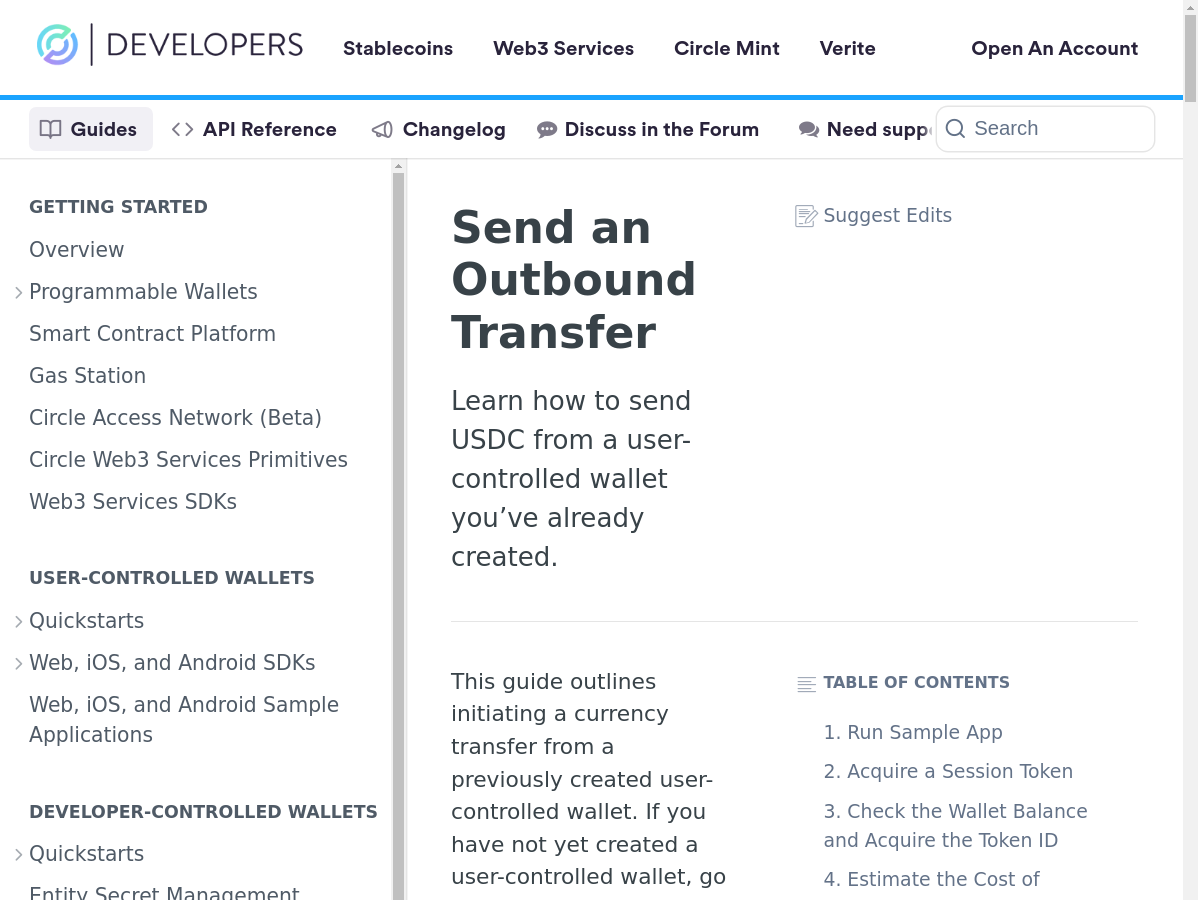 DEVELOPERS
Stablecoins
Web3 Services
Circle Mint
Verite
Open An Account
Guides
API Reference
Changelog
Discuss in the Forum
Need supp
Search
GETTING STARTED
Overview
Programmable Wallets
Smart Contract Platform
Gas Station
Circle Access Network (Beta)
Circle Web3 Services Primitives
Web3 Services SDKs
USER-CONTROLLED WALLETS
Quickstarts
Web, iOS, and Android SDKs
Web, iOS, and Android Sample
Applications
DEVELOPER-CONTROLLED WALLETS
Quickstarts
Entity Secret Management
Send an
Outbound
Transfer
Suggest Edits
Learn how to send
USDC from a user-
controlled wallet
you’ve already
created.
This guide outlines
initiating a currency
transfer from a
previously created user-
controlled wallet. If you
have not yet created a
user-controlled wallet, go
TABLE OF CONTENTS
1. Run Sample App
2. Acquire a Session Token
3. Check the Wallet Balance
and Acquire the Token ID
4. Estimate the Cost of